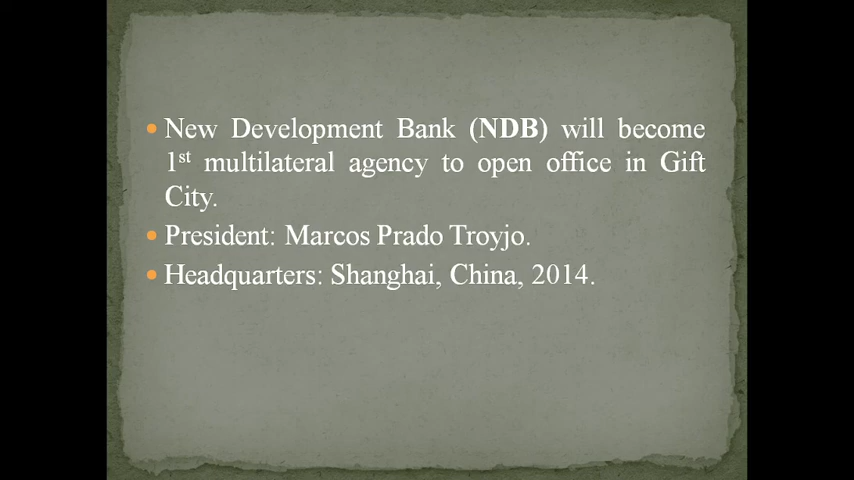 New Development Bank (NDB) will become
1st multilateral agency to open office in Gift
City.
President: Marcos Prado Troyjo.
Headquarters: Shanghai, China, 2014.